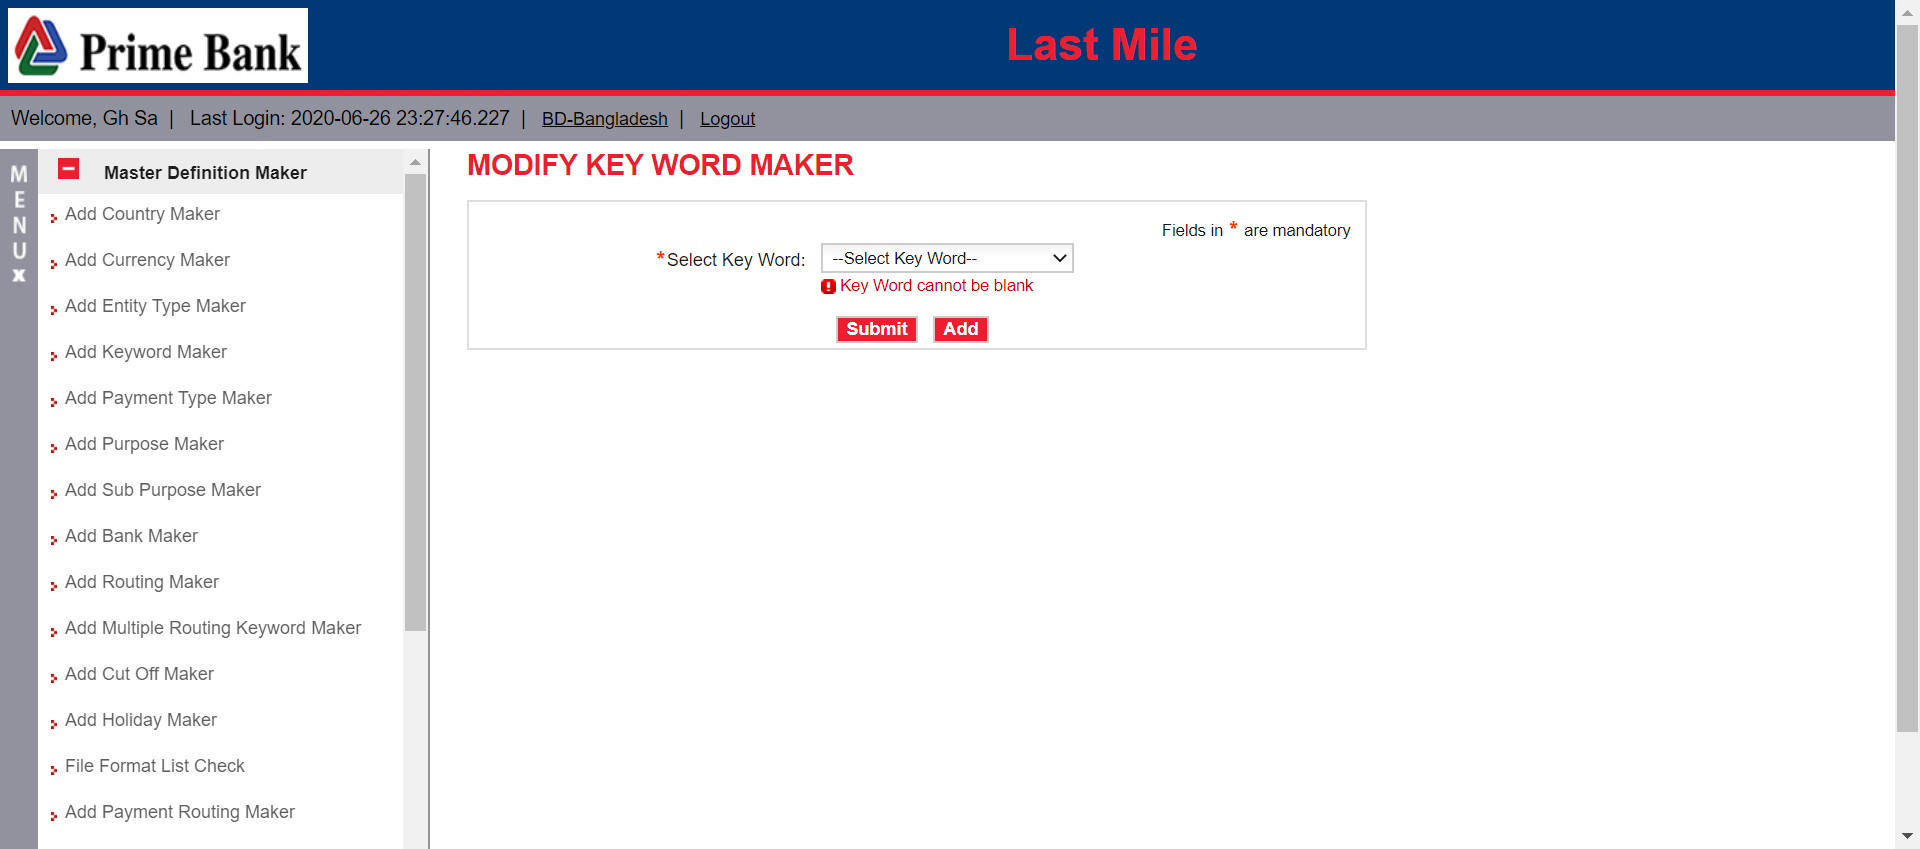 Prime Bank
Last Mile
Welcome, Gh Sa | Last Login: 2020-06-26 23:27:46.227 | BD-Bangladesh | Logout
MENU x
Master Definition Maker
Add Country Maker
Add Currency Maker
Add Entity Type Maker
Add Keyword Maker
Add Payment Type Maker
Add Purpose Maker
Add Sub Purpose Maker
Add Bank Maker
Add Routing Maker
Add Multiple Routing Keyword Maker
Add Cut Off Maker
Add Holiday Maker
File Format List Check
Add Payment Routing Maker
MODIFY KEY WORD MAKER
Fields in * are mandatory
*Select Key Word: --Select Key Word--
Key Word cannot be blank
Submit Add